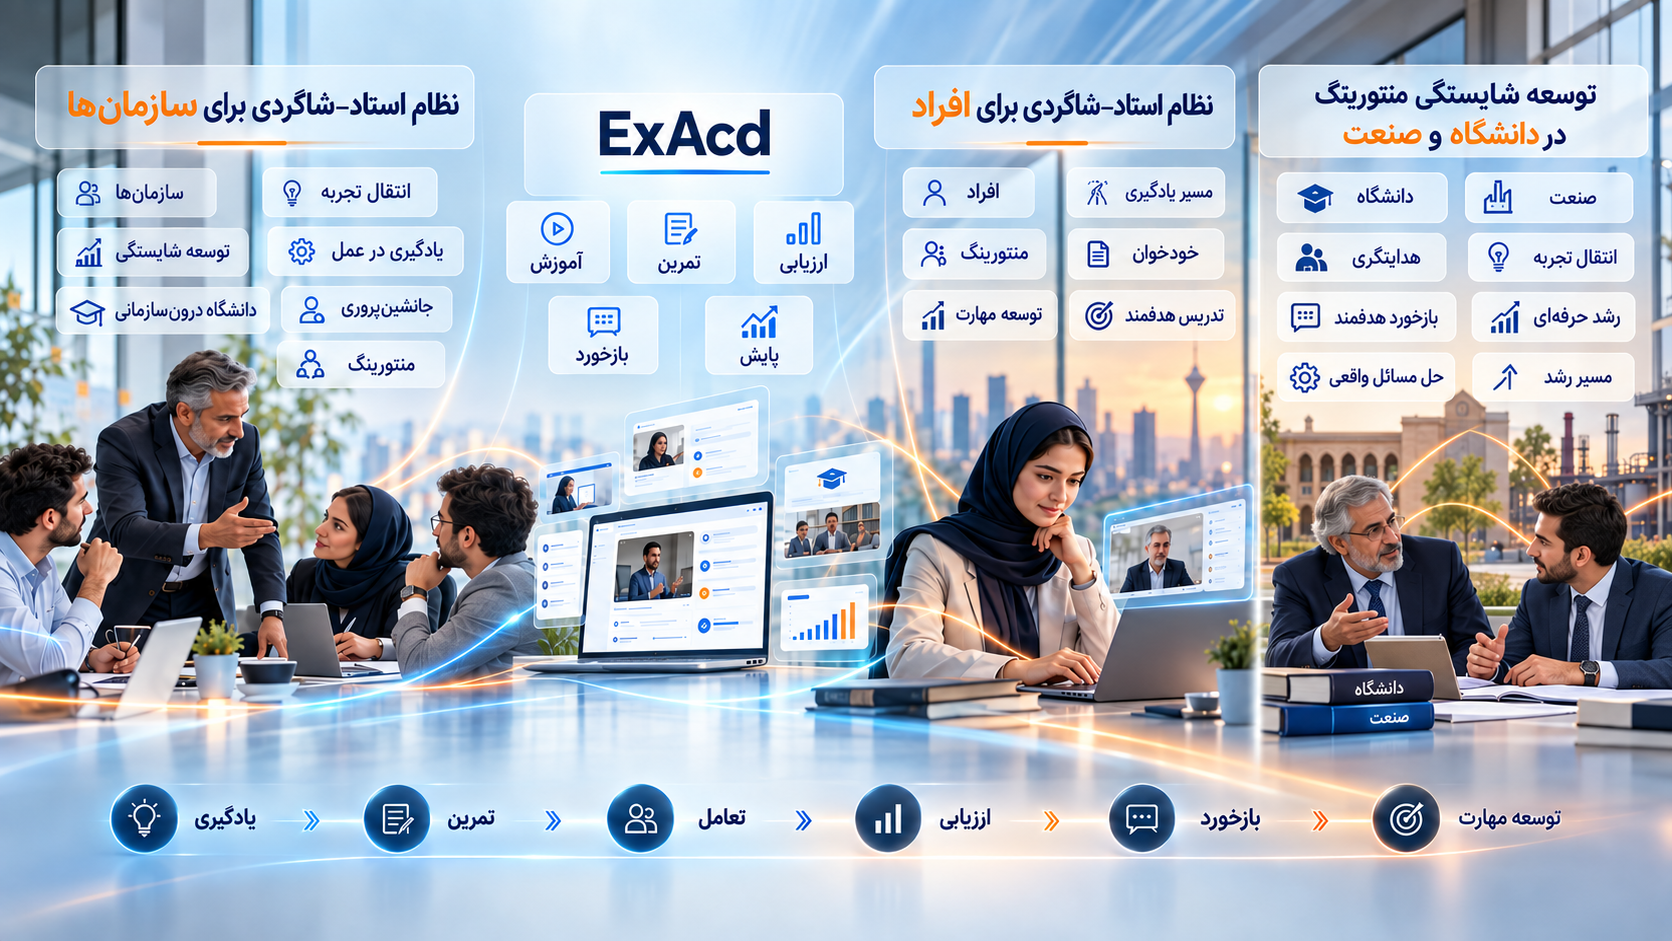 توسعه شایستگی منتوریتگ
در دانشگاه و صنعت
صنعت
دانشگاه
انتقال تجربه
هدایتگری
رشد حرفه‌ای
بازخورد هدفمند
مسیر رشد
حل مسائل واقعی
نظام استاد-شاگردی برای افراد
مسیر یادگیری
افراد
خودخوان
منتورینگ
تدریس هدفمند
توسعه مهارت
ExAcd
ارزیابی
تمرین
آموزش
پایش
بازخورد
نظام استاد-شاگردی برای سازمان‌ها
انتقال تجربه
سازمان‌ها
یادگیری در عمل
توسعه شایستگی
جانشین‌پروری
دانشگاه درون‌سازمانی
منتورینگ
دانشگاه
صنعت
یادگیری
تمرین
تعامل
ارزیابی
بازخورد
توسعه مهارت